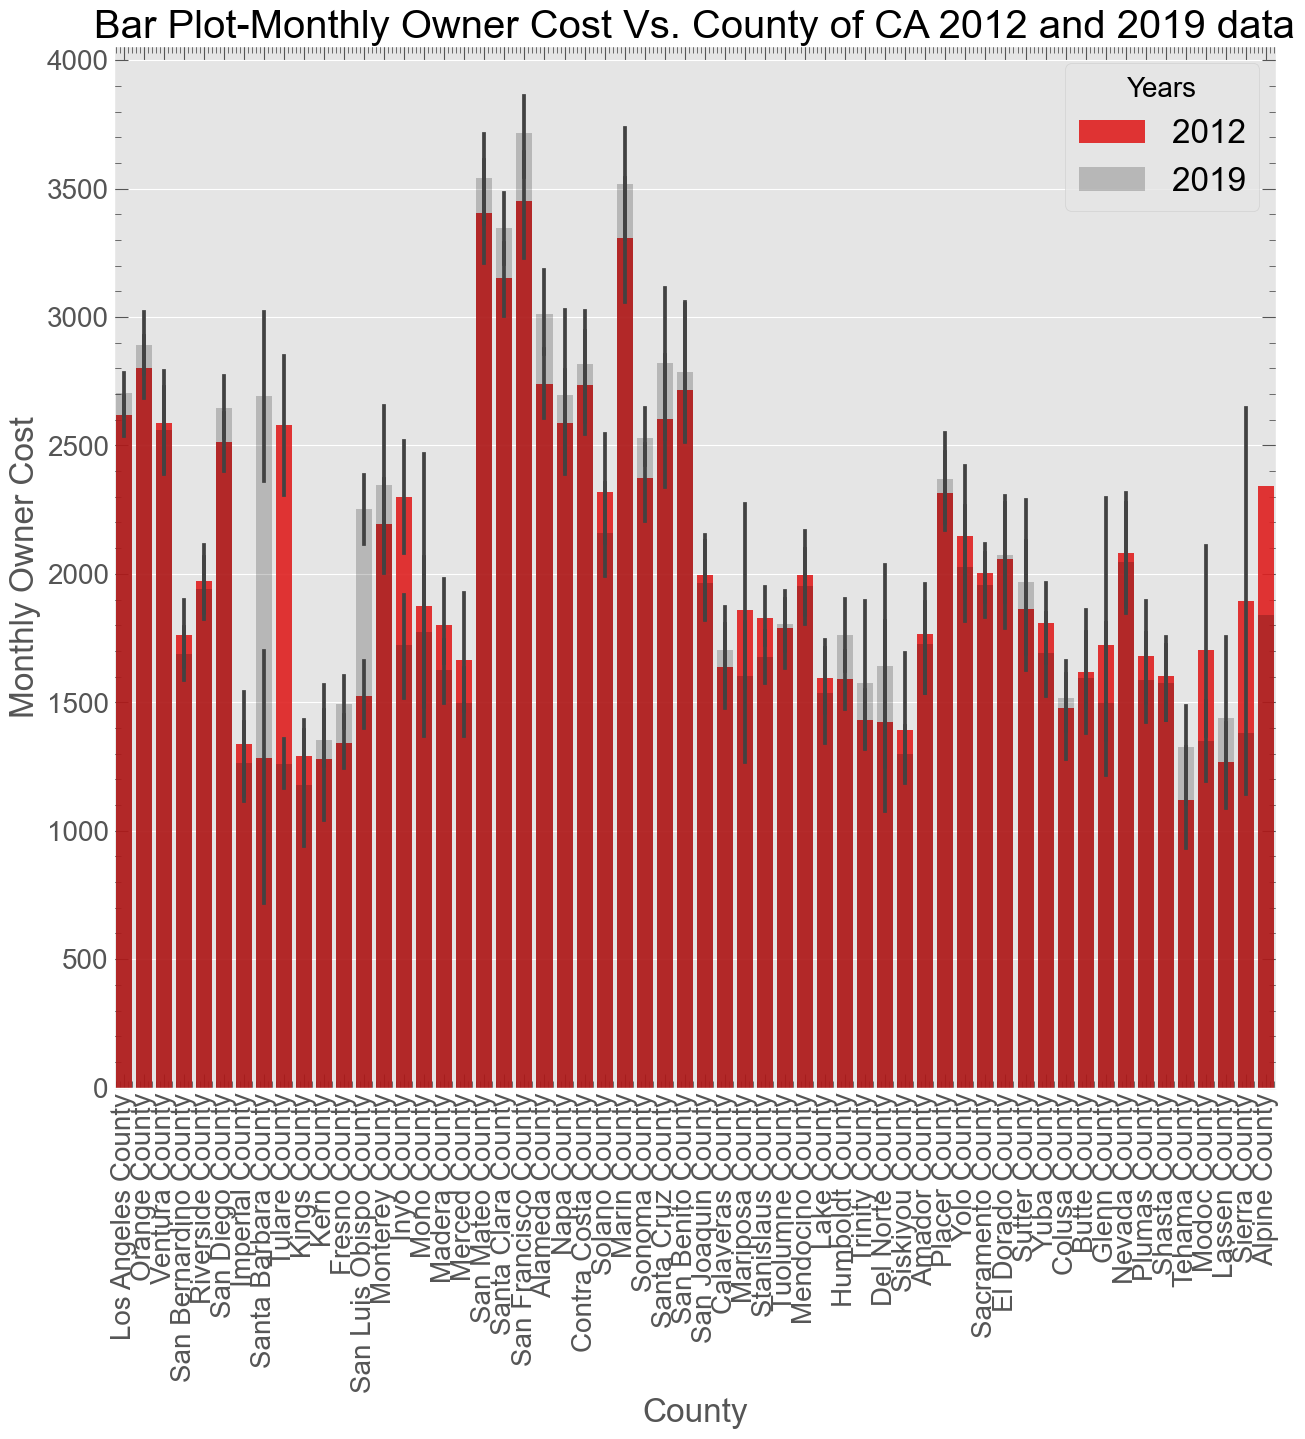 Bar Plot-Monthly Owner Cost Vs. County of CA 2012 and 2019 data
Years
2012
2019
Monthly Owner Cost
4000
3500
3000
2500
2000
1500
1000
500
0
Los Angeles County
Orange County
Ventura County
San Bernardino County
Riverside County
San Diego County
Imperial County
Santa Barbara County
Tulare County
Kings County
Kern County
Fresno County
San Luis Obispo County
Monterey County
Inyo County
Mono County
Madera County
Merced County
San Mateo County
Santa Clara County
San Francisco County
Alameda County
Napa County
Contra Costa County
Solano County
Marin County
Sonoma County
Santa Cruz County
San Benito County
San Joaquin County
Calaveras County
Mariposa County
Stanislaus County
Tuolumne County
Mendocino County
Lake County
Humboldt County
Trinity County
Del Norte County
Siskiyou County
Amador County
Placer County
Yolo County
Sacramento County
El Dorado County
Sutter County
Yuba County
Colusa County
Butte County
Glenn County
Nevada County
Plumas County
Shasta County
Tehama County
Modoc County
Lassen County
Sierra County
Alpine County
County